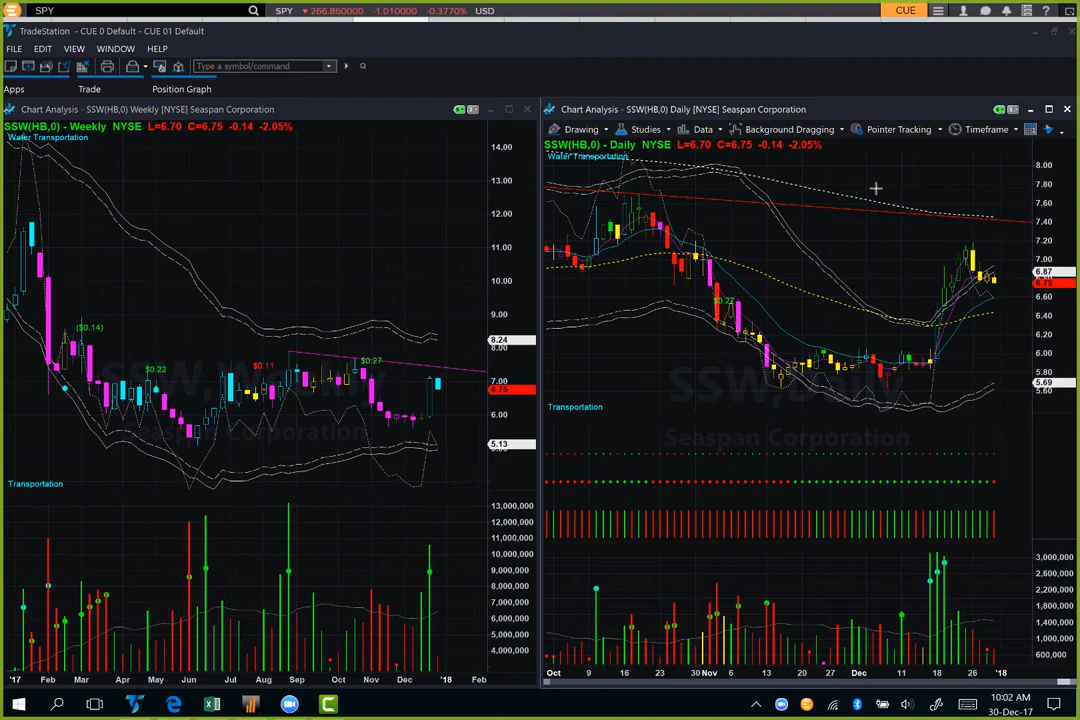 SPY
SPY ▼ 266.860000 -1.010000 -0.3770% USD
CUE
TradeStation - CUE 0 Default - CUE 01 Default
FILE EDIT VIEW WINDOW HELP
Type a symbol/command
Apps Trade Position Graph
Chart Analysis - SSW(HB,0) Weekly [NYSE] Seaspan Corporation
SSW(HB,0) - Weekly NYSE L=6.70 C=6.75 -0.14 -2.05%
Water Transportation
14.00
13.00
12.00
11.00
10.00
9.00
8.24
8.00
7.00
6.75
6.00
5.13
($0.14)
$0.22
$0.11
$0.27
SSW,Weekly
Seaspan Corporation
Transportation
13,000,000
12,000,000
11,000,000
10,000,000
9,000,000
8,000,000
7,000,000
6,000,000
5,000,000
4,000,000
'17 Feb Mar Apr May Jun Jul Aug Sep Oct Nov Dec '18 Feb
Chart Analysis - SSW(HB,0) Daily [NYSE] Seaspan Corporation
Drawing Studies Data Background Dragging Pointer Tracking Timeframe
SSW(HB,0) - Daily NYSE L=6.70 C=6.75 -0.14 -2.05%
Water Transportation
8.00
7.80
7.60
7.40
7.20
7.00
6.87
6.75
6.60
6.40
6.20
6.00
5.80
5.69
5.60
$0.27
SSW,Daily
Seaspan Corporation
Transportation
3,000,000
2,600,000
2,200,000
1,800,000
1,400,000
1,000,000
600,000
Oct 9 16 23 30 Nov 6 13 20 27 Dec 11 18 26 '18
10:02 AM
30-Dec-17